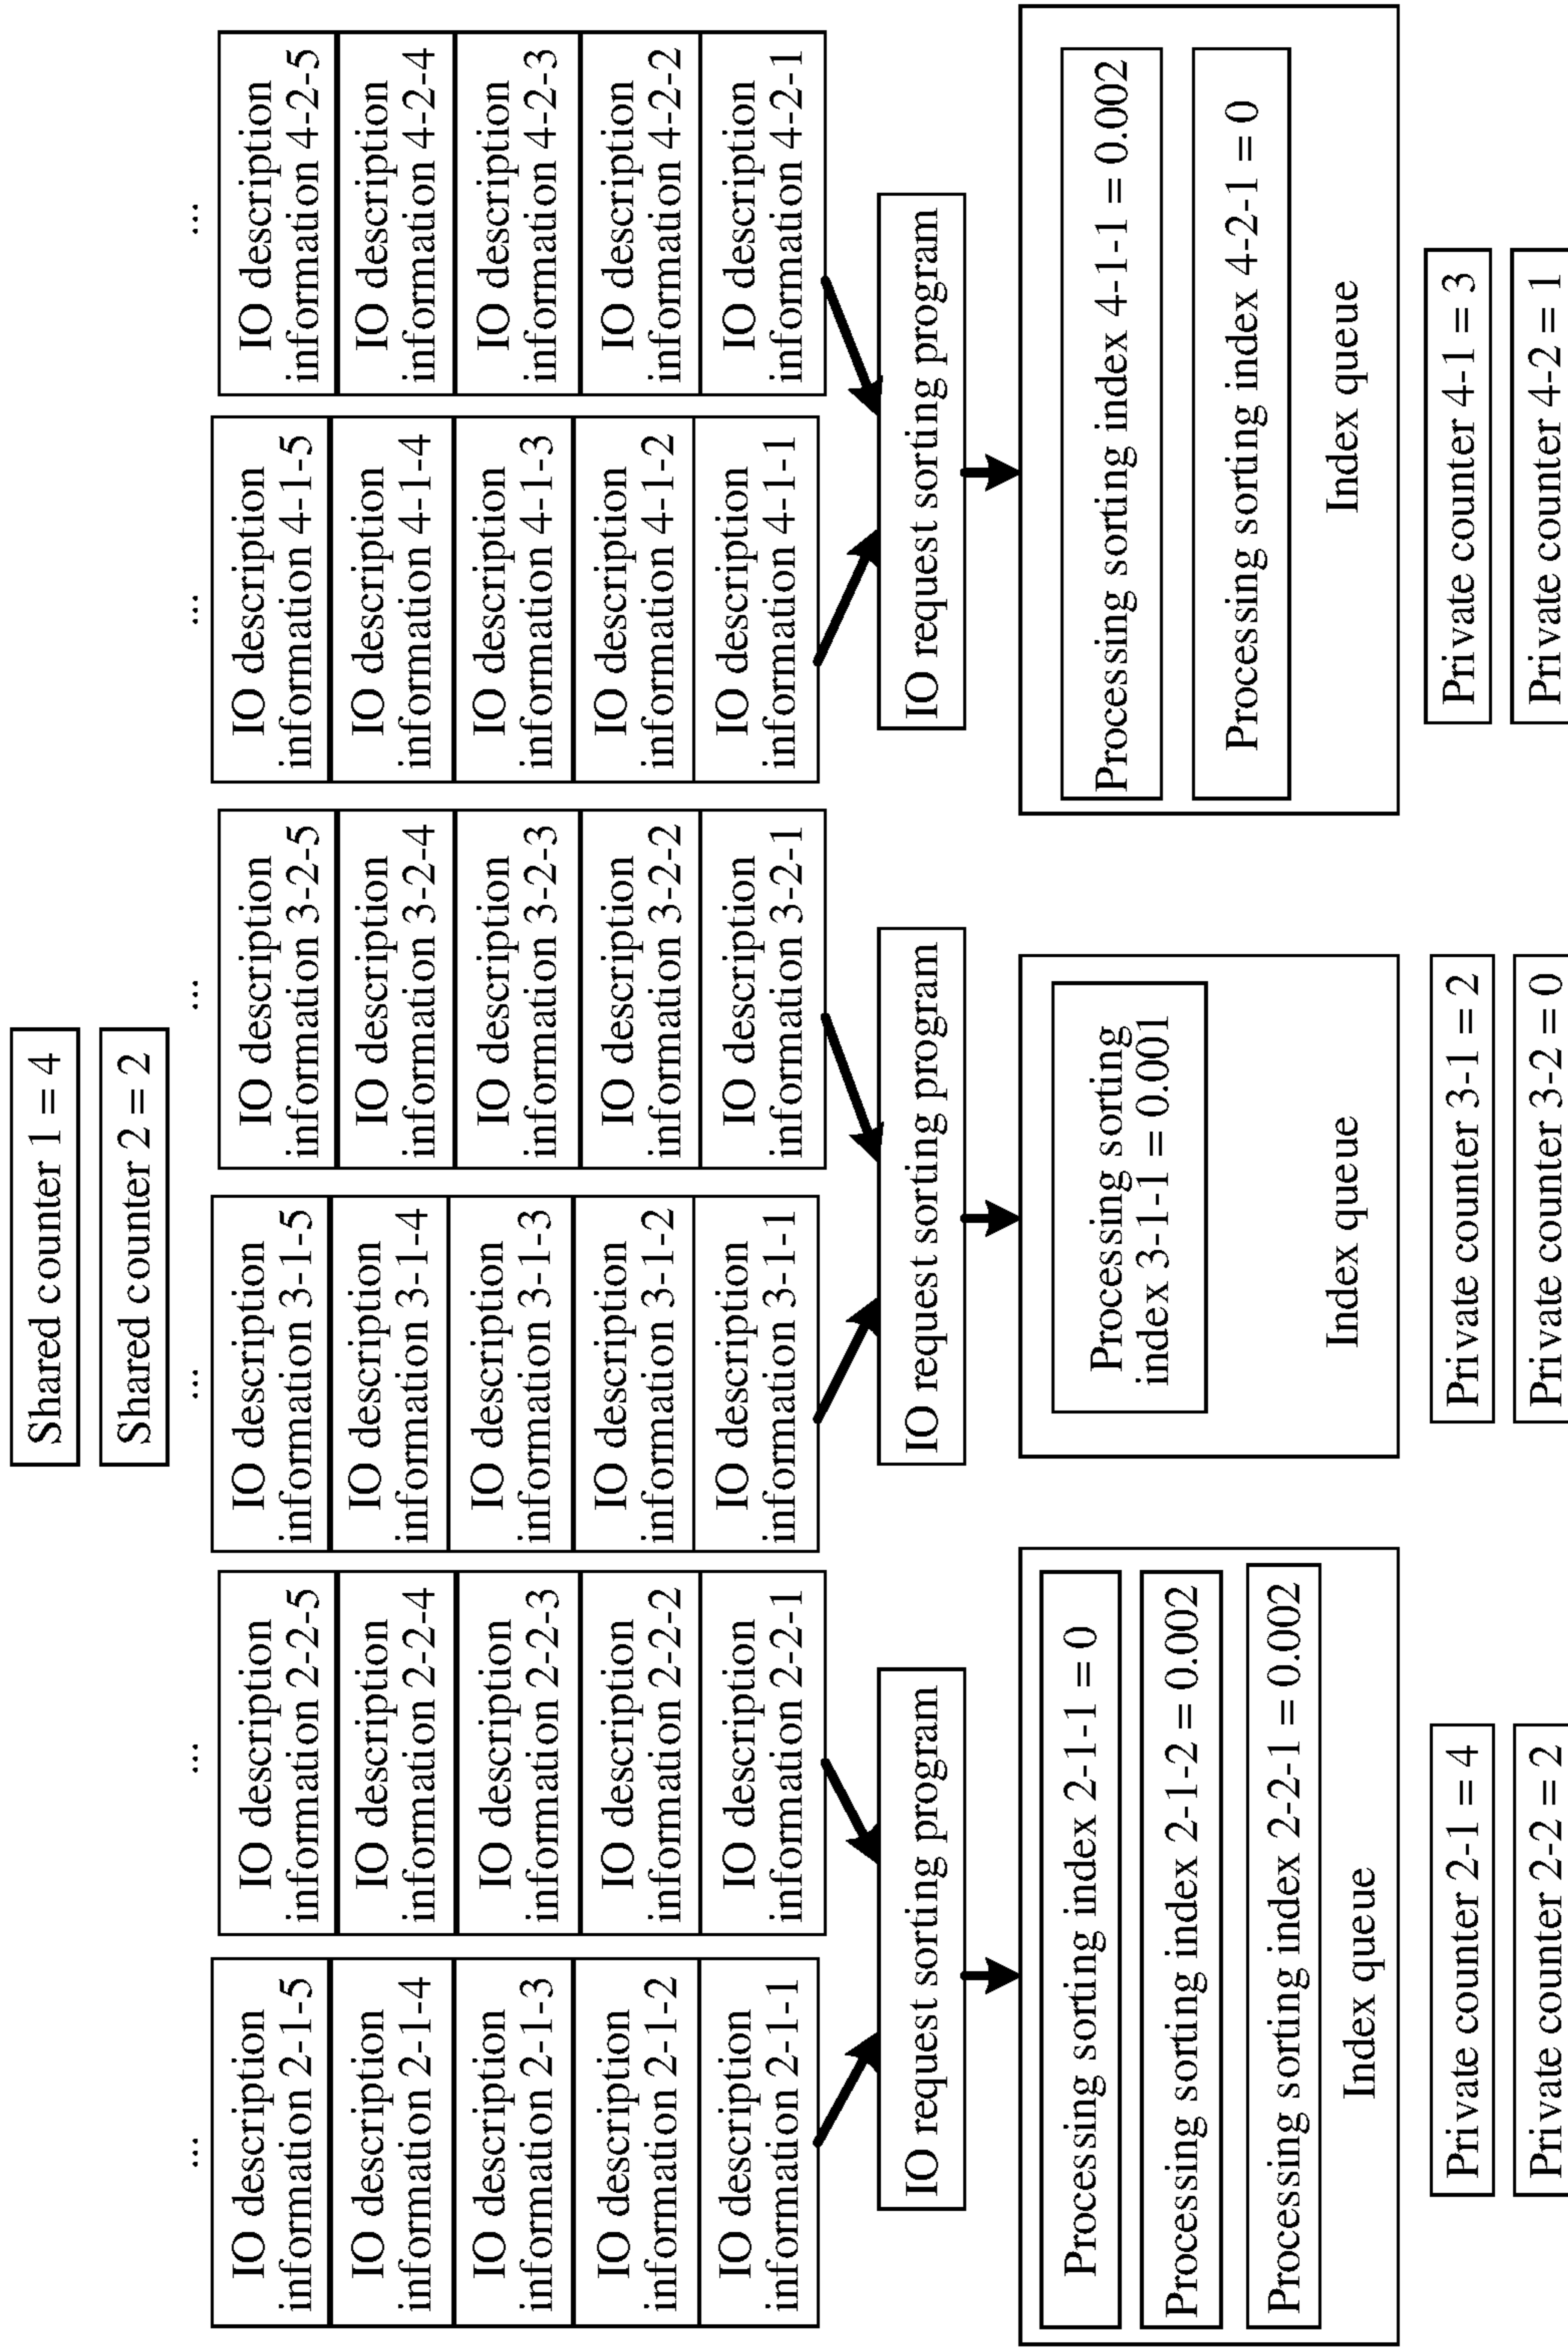 Shared counter 1 = 4
Shared counter 2 = 2
...
IO description
information 2-1-5
IO description
information 2-1-4
IO description
information 2-1-3
IO description
information 2-1-2
IO description
information 2-1-1
...
IO description
information 2-2-5
IO description
information 2-2-4
IO description
information 2-2-3
IO description
information 2-2-2
IO description
information 2-2-1
IO request sorting program
Processing sorting index 2-1-1 = 0
Processing sorting index 2-1-2 = 0.002
Processing sorting index 2-2-1 = 0.002
Index queue
Private counter 2-1 = 4
Private counter 2-2 = 2
...
IO description
information 3-1-5
IO description
information 3-1-4
IO description
information 3-1-3
IO description
information 3-1-2
IO description
information 3-1-1
...
IO description
information 3-2-5
IO description
information 3-2-4
IO description
information 3-2-3
IO description
information 3-2-2
IO description
information 3-2-1
IO request sorting program
Processing sorting
index 3-1-1 = 0.001
Index queue
Private counter 3-1 = 2
Private counter 3-2 = 0
...
IO description
information 4-1-5
IO description
information 4-1-4
IO description
information 4-1-3
IO description
information 4-1-2
IO description
information 4-1-1
...
IO description
information 4-2-5
IO description
information 4-2-4
IO description
information 4-2-3
IO description
information 4-2-2
IO description
information 4-2-1
IO request sorting program
Processing sorting index 4-1-1 = 0.002
Processing sorting index 4-2-1 = 0
Index queue
Private counter 4-1 = 3
Private counter 4-2 = 1